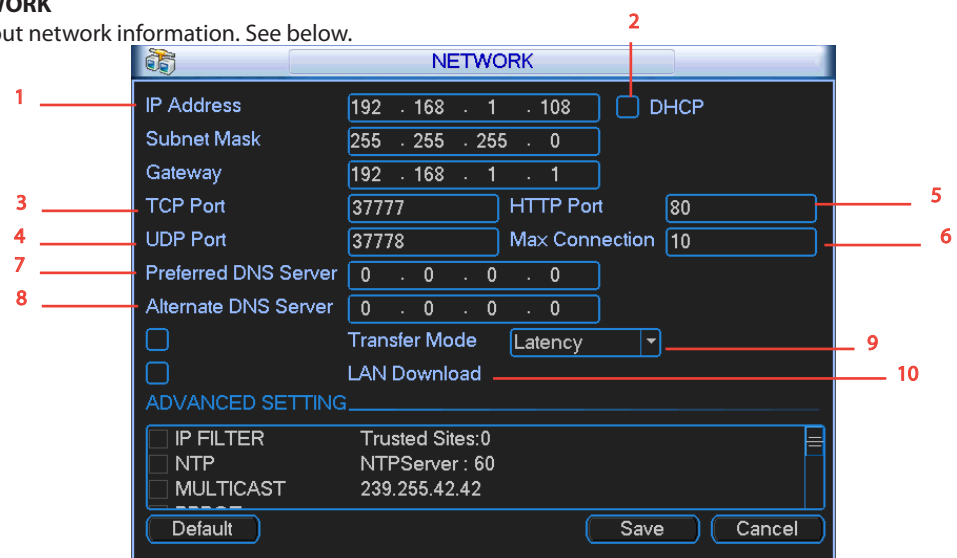 put network information. See below.
2
NETWORK
1 IP Address 192 . 168 . 1 . 108 DHCP
Subnet Mask 255 . 255 . 255 . 0
Gateway 192 . 168 . 1 . 1
3 TCP Port 37777 HTTP Port 80 5
4 UDP Port 37778 Max Connection 10 6
7 Preferred DNS Server 0 . 0 . 0 . 0
8 Alternate DNS Server 0 . 0 . 0 . 0
Transfer Mode Latency 9
LAN Download 10
ADVANCED SETTING
IP FILTER Trusted Sites:0
NTP NTPServer : 60
MULTICAST 239.255.42.42
Default Save Cancel